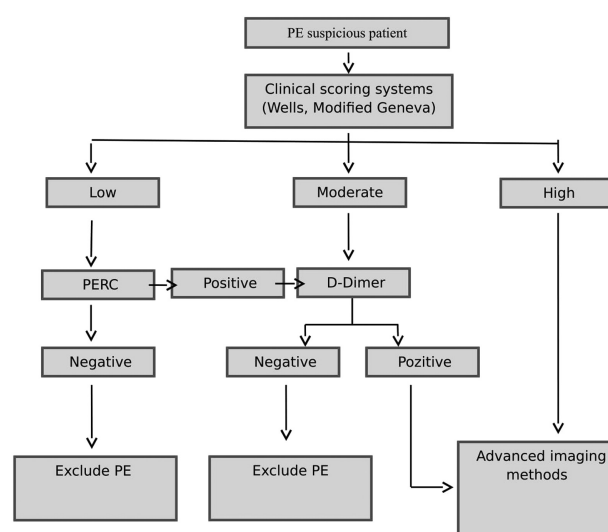 PE suspicious patient
Clinical scoring systems
(Wells, Modified Geneva)
Low
Moderate
High
PERC
Positive
D-Dimer
Negative
Negative
Pozitive
Exclude PE
Exclude PE
Advanced imaging
methods